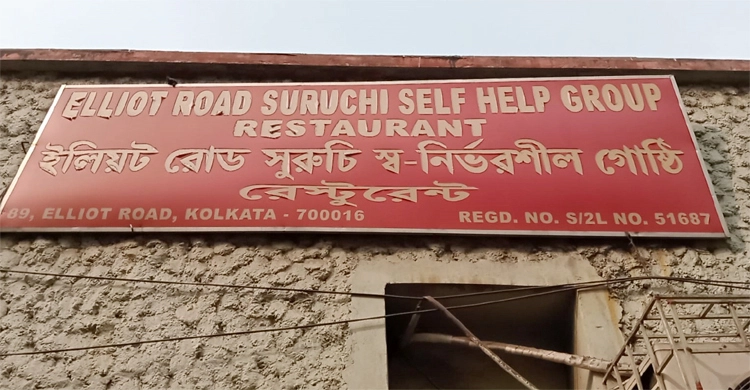 ELLIOT ROAD SURUCHI SELF HELP GROUP
RESTAURANT
ইলিয়ট রোড সুরুচি স্ব-নির্ভরশীল গোষ্ঠি
রেস্টুরেন্ট
89, ELLIOT ROAD, KOLKATA - 700016
REGD. NO. S/2L NO. 51687